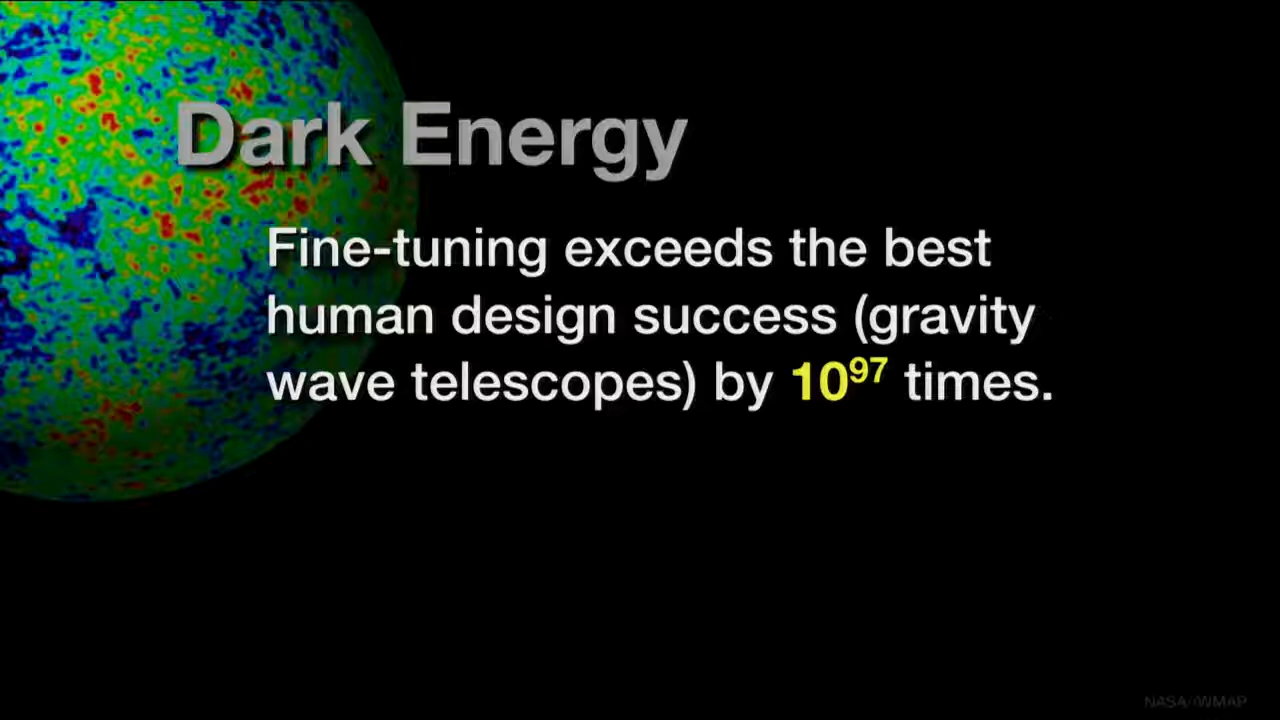 Dark Energy
Fine-tuning exceeds the best
human design success (gravity
wave telescopes) by 10⁹⁷ times.
NASA/WMAP